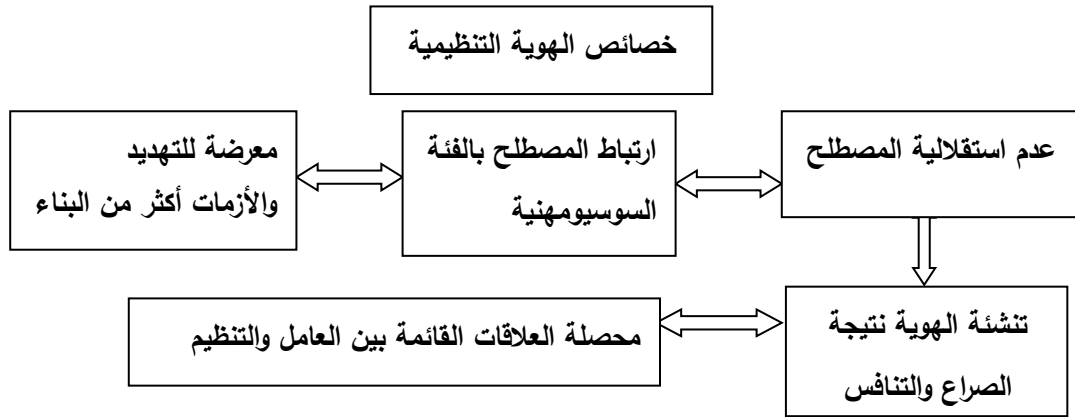 خصائص الهوية التنظيمية
عدم استقلالية المصطلح
ارتباط المصطلح بالفئة
السوسيومهنية
معرضة للتهديد
والأزمات أكثر من البناء
تنشئة الهوية نتيجة
الصراع والتنافس
محصلة العلاقات القائمة بين العامل والتنظيم